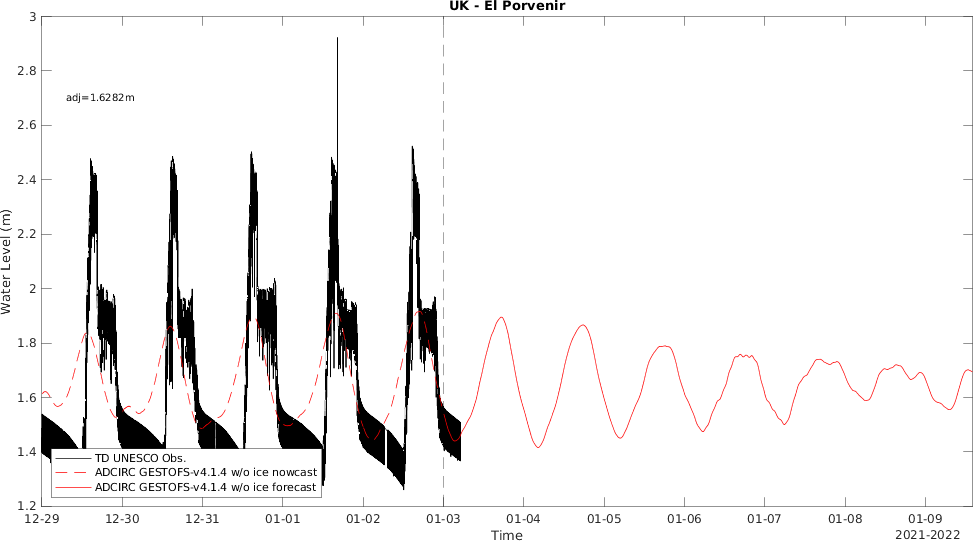 UK - El Porvenir
3
2.8
2.6
2.4
2.2
2
1.8
1.6
1.4
1.2
Water Level (m)
adj=1.6282m
TD UNESCO Obs.
ADCIRC GESTOFS-v4.1.4 w/o ice nowcast
ADCIRC GESTOFS-v4.1.4 w/o ice forecast
12-29 12-30 12-31 01-01 01-02 01-03 01-04 01-05 01-06 01-07 01-08 01-09
Time
2021-2022